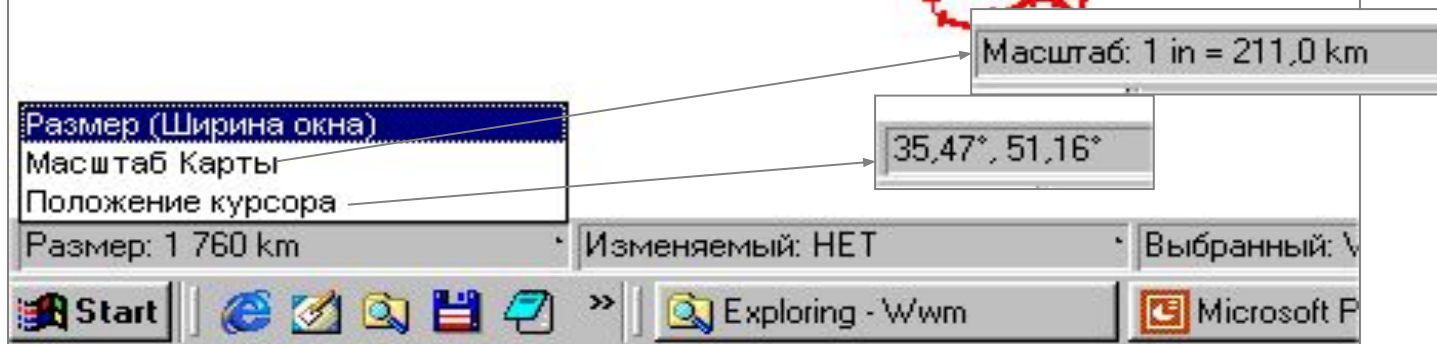 Масштаб: 1 in = 211,0 km
Размер (Ширина окна)
Масштаб Карты
Положение курсора
35,47°, 51,16°
Размер: 1 760 km
Изменяемый: НЕТ
Выбранный:
Start
»
Exploring - Wwm
Microsoft P